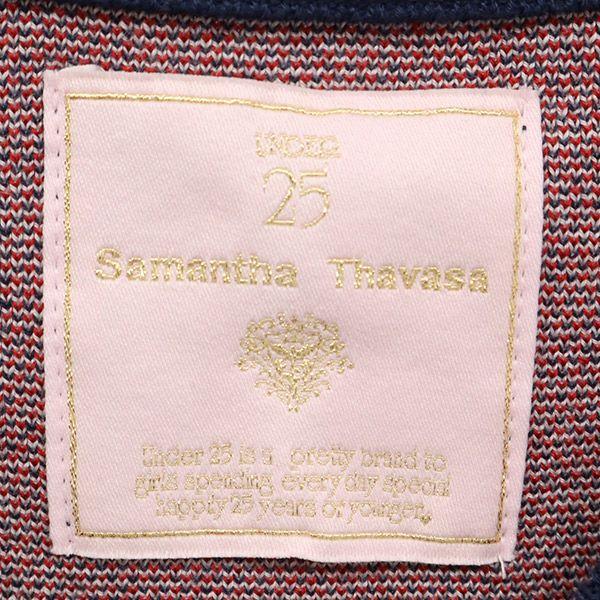 UNDER
25
Samantha Thavasa
Under 25 is a pretty brand to
girls spending every day special
happily 25 years or younger.